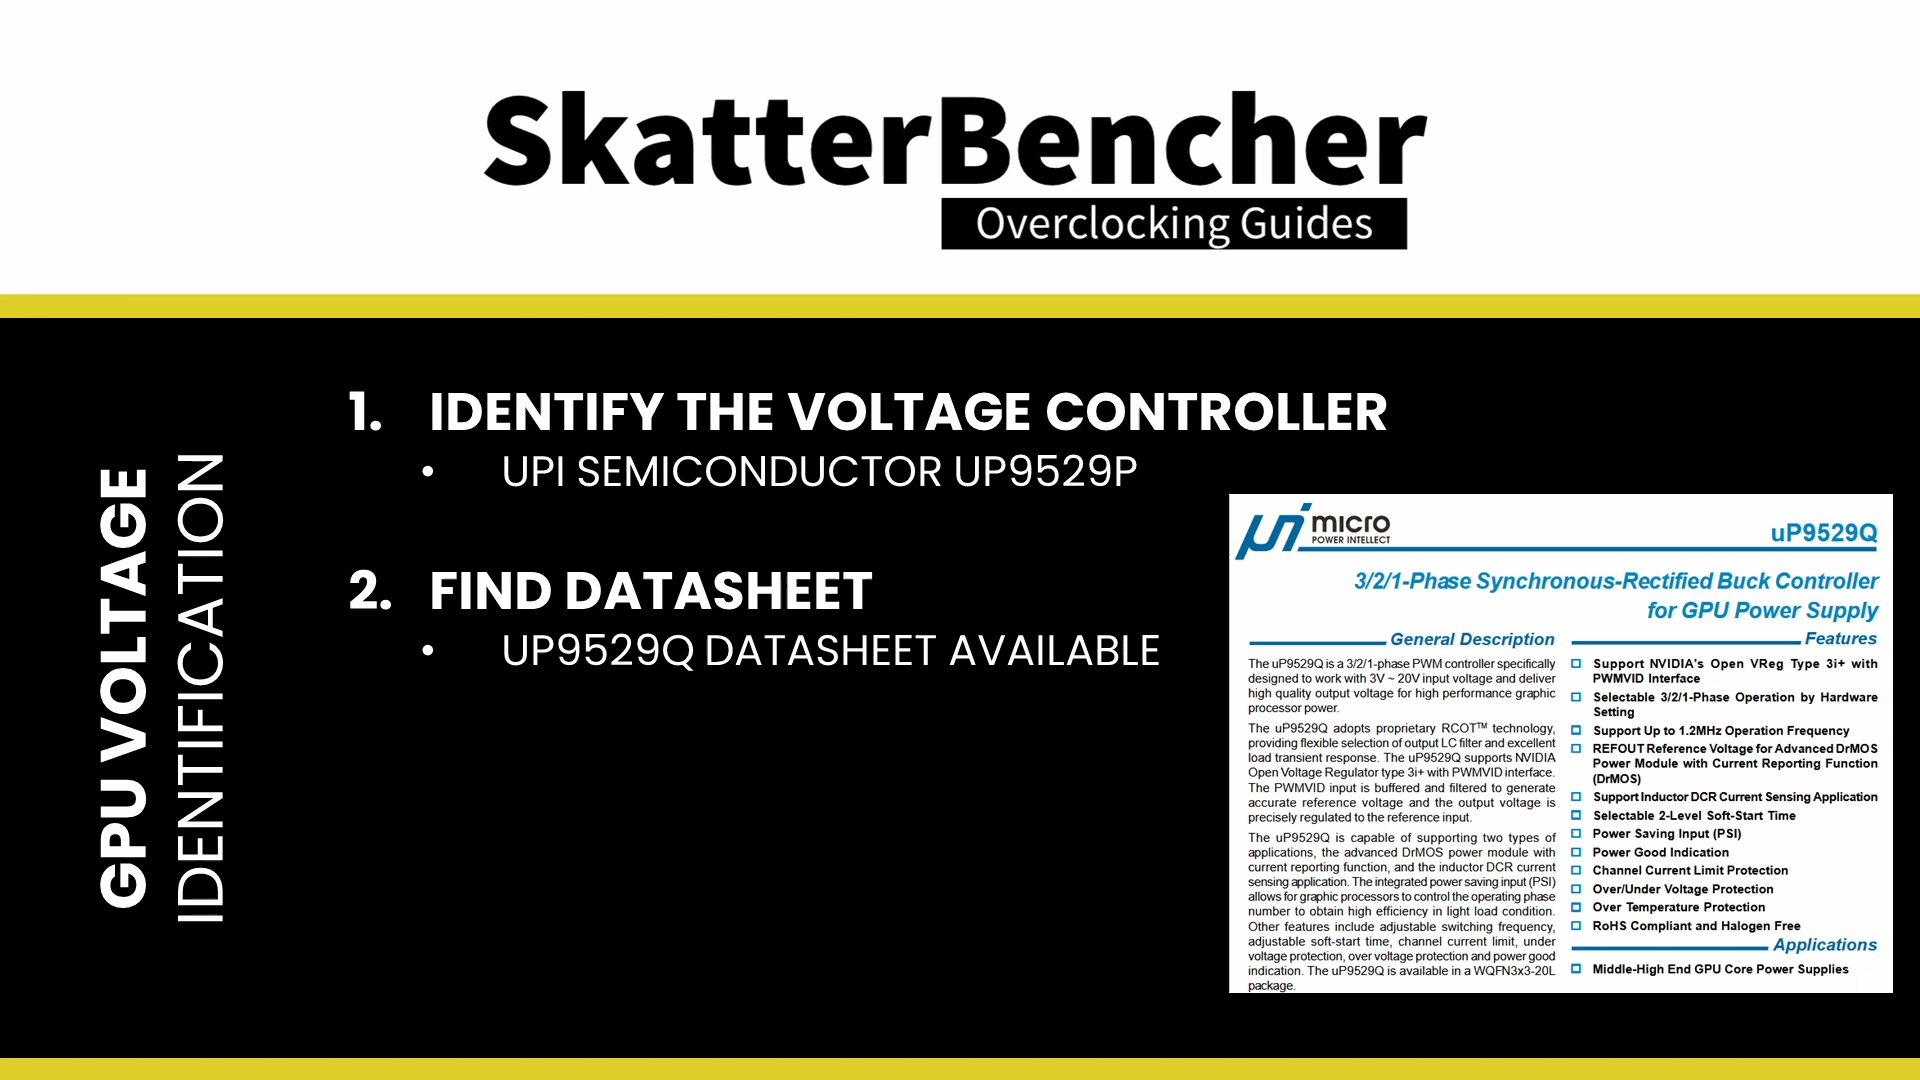 SkatterBencher
Overclocking Guides
GPU VOLTAGE
IDENTIFICATION
1. IDENTIFY THE VOLTAGE CONTROLLER
• UPI SEMICONDUCTOR UP9529P
2. FIND DATASHEET
• UP9529Q DATASHEET AVAILABLE
µpi micro
POWER INTELLECT
uP9529Q
3/2/1-Phase Synchronous-Rectified Buck Controller
for GPU Power Supply
General Description
The uP9529Q is a 3/2/1-phase PWM controller specifically
designed to work with 3V ~ 20V input voltage and deliver
high quality output voltage for high performance graphic
processor power.
The uP9529Q adopts proprietary RCOT™ technology,
providing flexible selection of output LC filter and excellent
load transient response. The uP9529Q supports NVIDIA
Open Voltage Regulator type 3i+ with PWMVID interface.
The PWMVID input is buffered and filtered to generate
accurate reference voltage and the output voltage is
precisely regulated to the reference input.
The uP9529Q is capable of supporting two types of
applications, the advanced DrMOS power module with
current reporting function, and the inductor DCR current
sensing application. The integrated power saving input (PSI)
allows for graphic processors to control the operating phase
number to obtain high efficiency in light load condition.
Other features include adjustable switching frequency,
adjustable soft-start time, channel current limit, under
voltage protection, over voltage protection and power good
indication. The uP9529Q is available in a WQFN3x3-20L
package.
Features
Support NVIDIA's Open VReg Type 3i+ with
PWMVID Interface
Selectable 3/2/1-Phase Operation by Hardware
Setting
Support Up to 1.2MHz Operation Frequency
REFOUT Reference Voltage for Advanced DrMOS
Power Module with Current Reporting Function
(DrMOS)
Support Inductor DCR Current Sensing Application
Selectable 2-Level Soft-Start Time
Power Saving Input (PSI)
Power Good Indication
Channel Current Limit Protection
Over/Under Voltage Protection
Over Temperature Protection
RoHS Compliant and Halogen Free
Applications
Middle-High End GPU Core Power Supplies